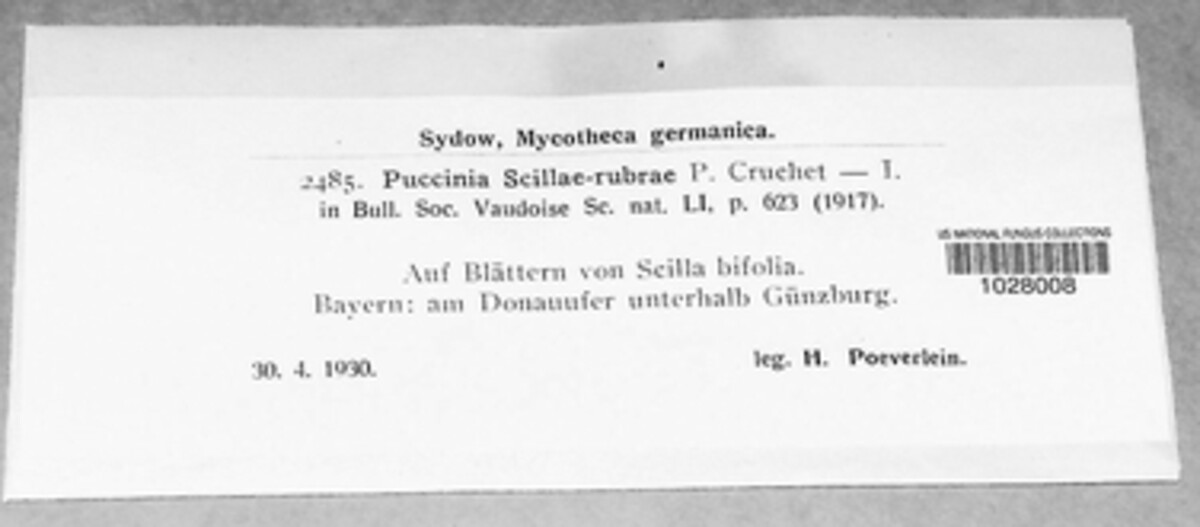 Sydow, Mycotheca germanica.
2485. Puccinia Scillae-rubrae P. Cruchet — I.
in Bull. Soc. Vaudoise Sc. nat. LI, p. 623 (1917).
US NATIONAL FUNGUS COLLECTIONS
1028008
Auf Blättern von Scilla bifolia.
Bayern: am Donauufer unterhalb Günzburg.
30. 4. 1930.
leg. H. Poeverlein.